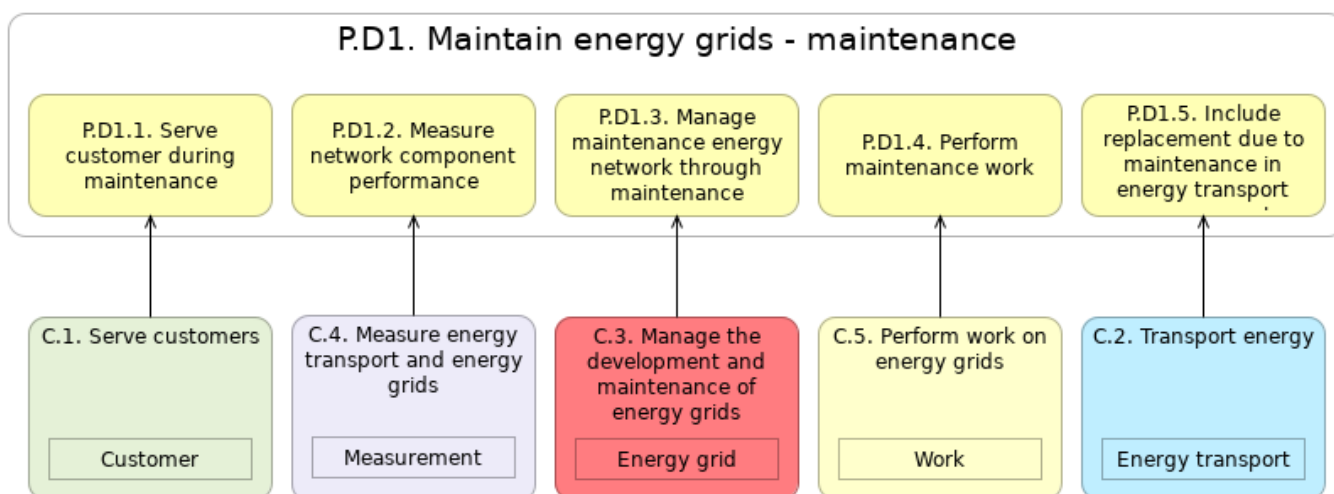 P.D1. Maintain energy grids - maintenance
P.D1.1. Serve
customer during
maintenance
P.D1.2. Measure
network component
performance
P.D1.3. Manage
maintenance energy
network through
maintenance
P.D1.4. Perform
maintenance work
P.D1.5. Include
replacement due to
maintenance in
energy transport
C.1. Serve customers
Customer
C.4. Measure energy
transport and energy
grids
Measurement
C.3. Manage the
development and
maintenance of
energy grids
Energy grid
C.5. Perform work on
energy grids
Work
C.2. Transport energy
Energy transport